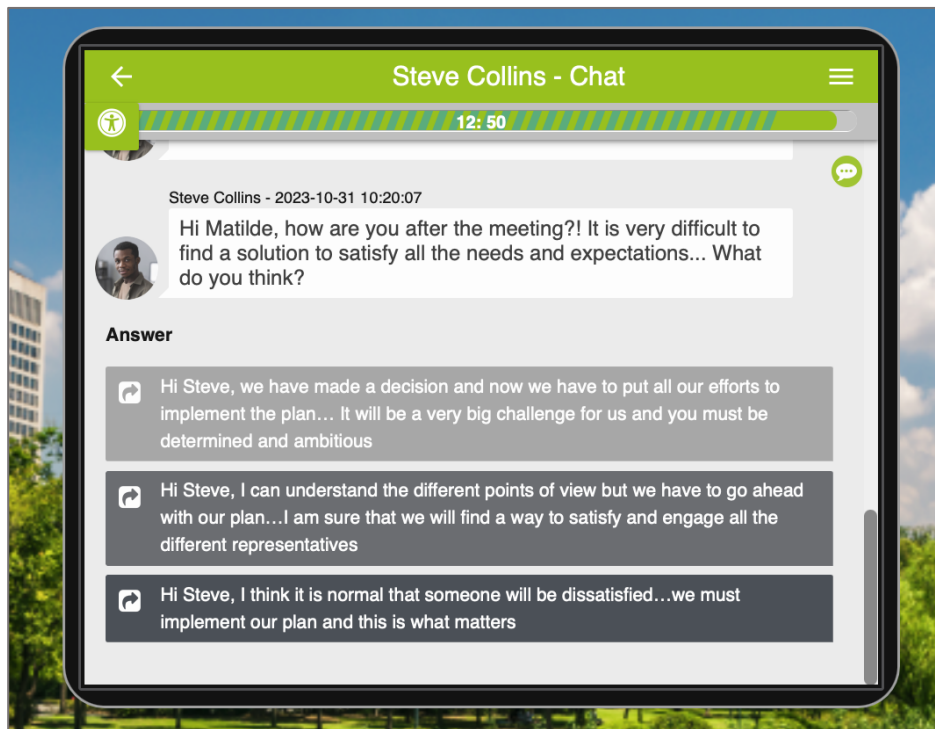 Steve Collins - Chat
12: 50
Steve Collins - 2023-10-31 10:20:07
Hi Matilde, how are you after the meeting?! It is very difficult to
find a solution to satisfy all the needs and expectations... What
do you think?
Answer
Hi Steve, we have made a decision and now we have to put all our efforts to
implement the plan… It will be a very big challenge for us and you must be
determined and ambitious
Hi Steve, I can understand the different points of view but we have to go ahead
with our plan…I am sure that we will find a way to satisfy and engage all the
different representatives
Hi Steve, I think it is normal that someone will be dissatisfied…we must
implement our plan and this is what matters